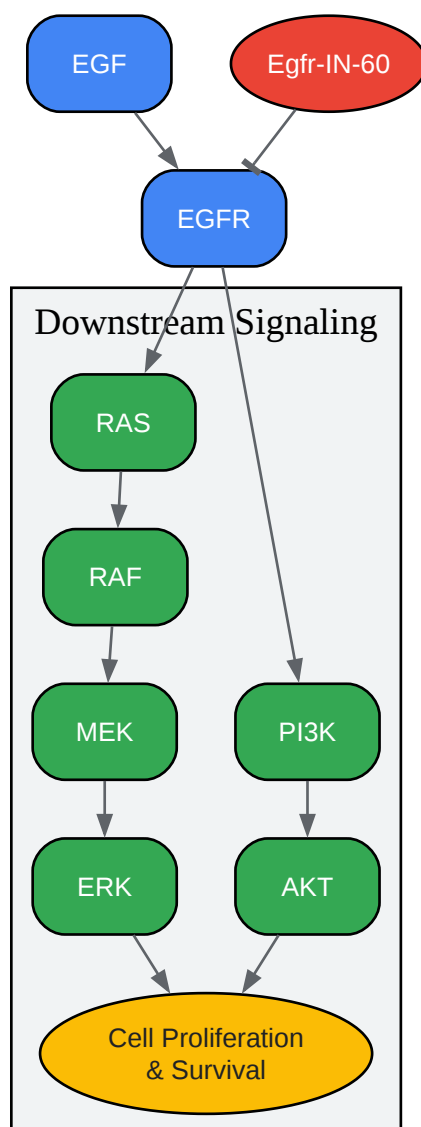 EGF
Egfr-IN-60
EGFR
Downstream Signaling
RAS
RAF
MEK
PI3K
ERK
AKT
Cell Proliferation
& Survival